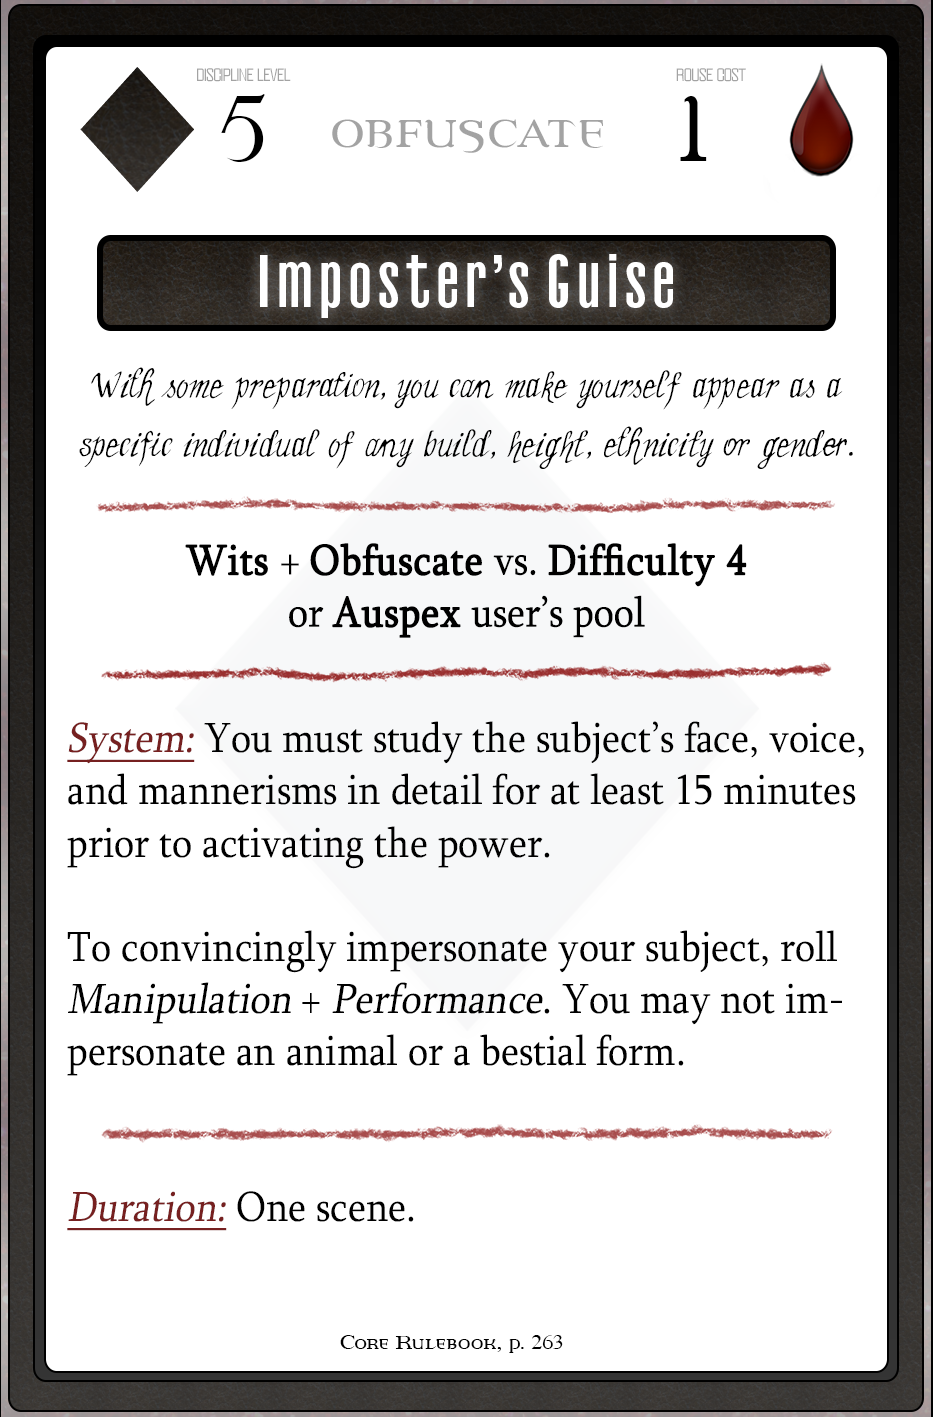 DISCIPLINE LEVEL
5
OBFUSCATE
ROUSE COST
1
Imposter's Guise
With some preparation, you can make yourself appear as a
specific individual of any build, height, ethnicity or gender.
Wits + Obfuscate vs. Difficulty 4
or Auspex user's pool
System: You must study the subject's face, voice,
and mannerisms in detail for at least 15 minutes
prior to activating the power.
To convincingly impersonate your subject, roll
Manipulation + Performance. You may not im-
personate an animal or a bestial form.
Duration: One scene.
Core Rulebook, p. 263